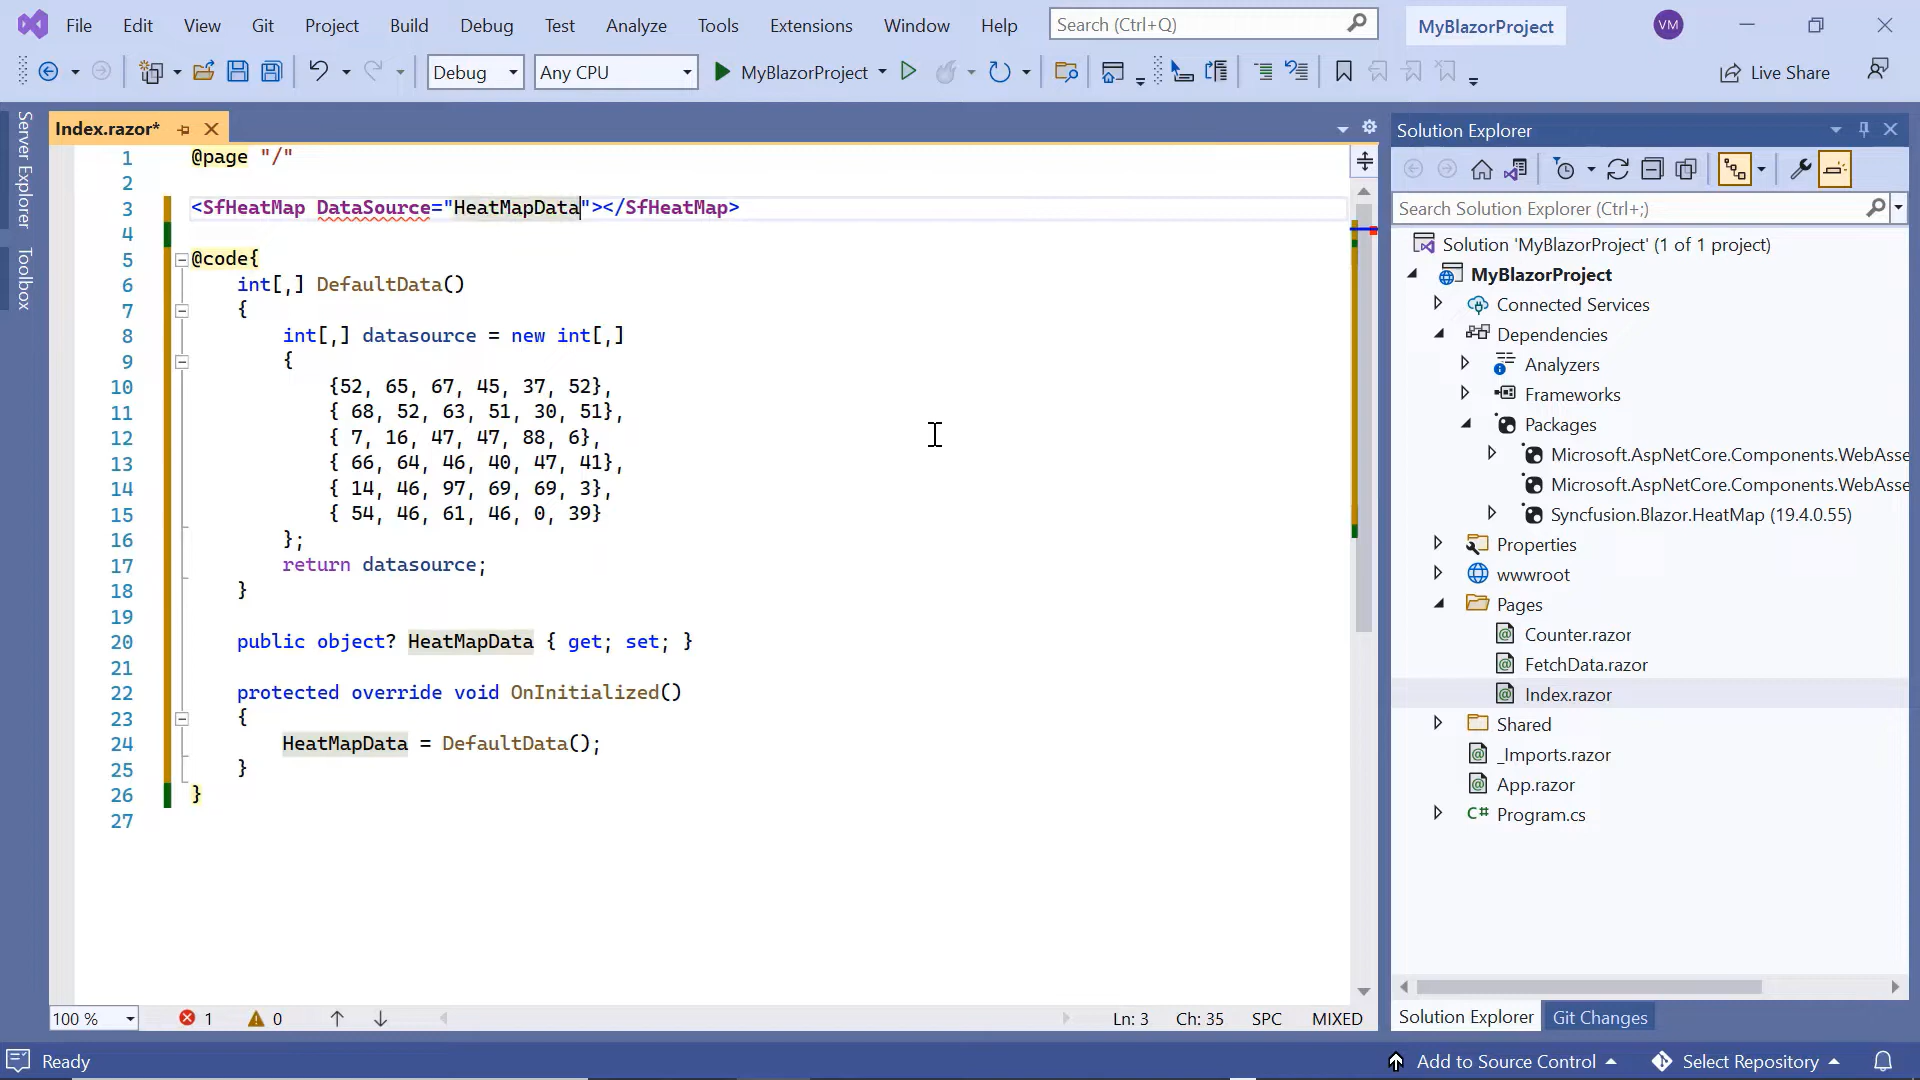 File Edit View Git Project Build Debug Test Analyze Tools Extensions Window Help Search (Ctrl+Q) MyBlazorProject VM
Debug Any CPU MyBlazorProject Live Share
Server Explorer
Toolbox
Index.razor*
1 @page "/"
2
3 <SfHeatMap DataSource="HeatMapData"></SfHeatMap>
4
5 @code{
6 int[,] DefaultData()
7 {
8 int[,] datasource = new int[,]
9 {
10 {52, 65, 67, 45, 37, 52},
11 { 68, 52, 63, 51, 30, 51},
12 { 7, 16, 47, 47, 88, 6},
13 { 66, 64, 46, 40, 47, 41},
14 { 14, 46, 97, 69, 69, 3},
15 { 54, 46, 61, 46, 0, 39}
16 };
17 return datasource;
18 }
19
20 public object? HeatMapData { get; set; }
21
22 protected override void OnInitialized()
23 {
24 HeatMapData = DefaultData();
25 }
26 }
27
100 % 1 0 Ln: 3 Ch: 35 SPC MIXED
Solution Explorer
Search Solution Explorer (Ctrl+;)
Solution 'MyBlazorProject' (1 of 1 project)
MyBlazorProject
Connected Services
Dependencies
Analyzers
Frameworks
Packages
Microsoft.AspNetCore.Components.WebAsse
Microsoft.AspNetCore.Components.WebAsse
Syncfusion.Blazor.HeatMap (19.4.0.55)
Properties
wwwroot
Pages
Counter.razor
FetchData.razor
Index.razor
Shared
_Imports.razor
App.razor
C# Program.cs
Solution Explorer Git Changes
Ready Add to Source Control Select Repository